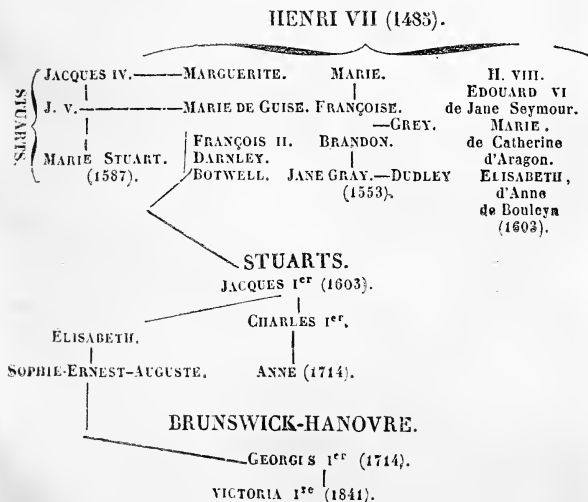 HENRI VII (1485).
STUARTS.
JACQUES IV. — MARGUERITE. MARIE. H. VIII.
EDOUARD VI
J. V. — MARIE DE GUISE. FRANÇOISE. de Jane Seymour.
—GREY. MARIE.
FRANÇOIS II. BRANDON. de Catherine
MARIE STUART. DARNLEY. d'Aragon.
(1587). BOTWELL. JANE GRAY.—DUDLEY ELISABETH,
(1553). d'Anne
de Bouleyn
(1603).
STUARTS.
JACQUES Ier (1603).
CHARLES Ier.
ÉLISABETH.
SOPHIE-ERNEST-AUGUSTE. ANNE (1714).
BRUNSWICK-HANOVRE.
GEORGIS Ier (1714).
VICTORIA Ire (1841).